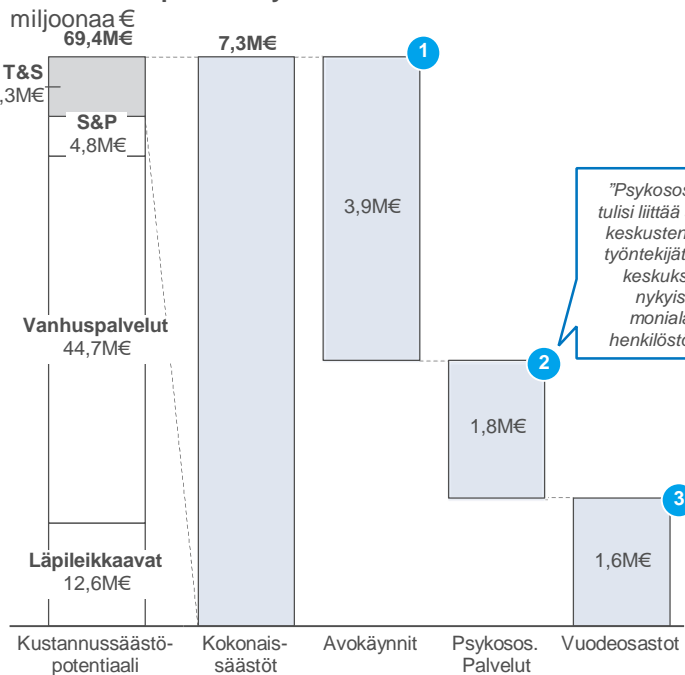 miljoonaa €
69,4M€
7,3M€
1
T&S
,3M€
S&P
4,8M€
3,9M€
"Psykosos
tulisi liittää
keskusten
työntekijät
keskuks
nykyis
moniala
henkilöstö
Vanhuspalvelut
44,7M€
2
1,8M€
3
Läpileikkaavat
12,6M€
1,6M€
Kustannussäästö-
potentiaali
Kokonais-
säästöt
Avokäynnit
Psykosos.
Palvelut
Vuodeosastot